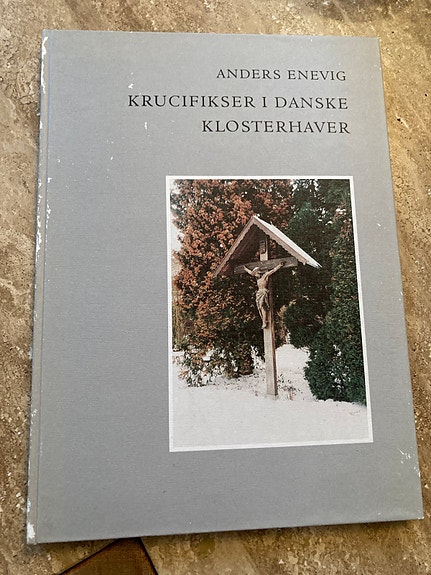 ANDERS ENEVIG
KRUCIFIKSER I DANSKE
KLOSTERHAVER